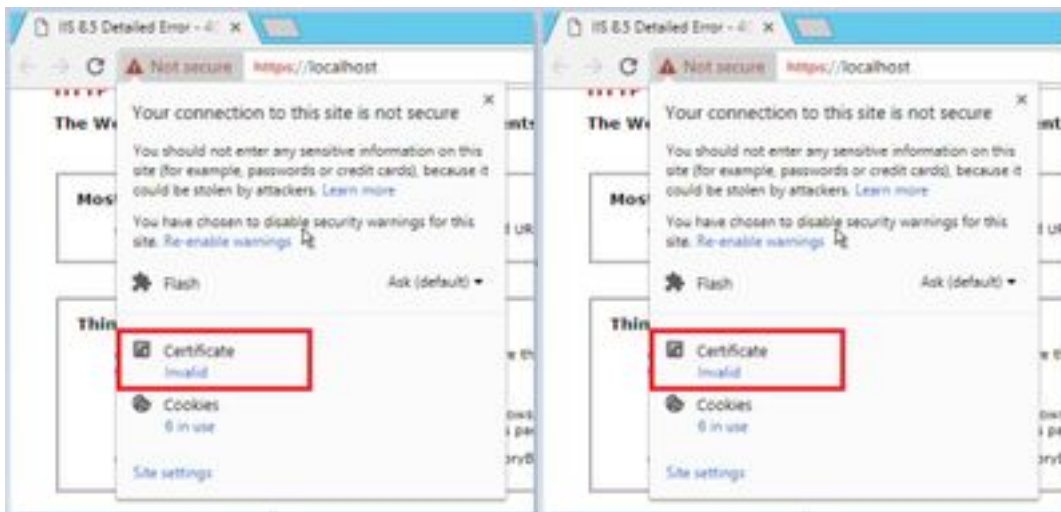 IIS 8.5 Detailed Error - 4
Not secure https://localhost
HTTP
The We
ents
Your connection to this site is not secure
You should not enter any sensitive information on this
site (for example, passwords or credit cards), because it
could be stolen by attackers. Learn more
Most
You have chosen to disable security warnings for this
site. Re-enable warnings
UR
Flash Ask (default)
Thin
Certificate
Invalid
Cookies
6 in use
Site settings
IIS 8.5 Detailed Error - 4
Not secure https://localhost
HTTP
The We
ent
Your connection to this site is not secure
You should not enter any sensitive information on this
site (for example, passwords or credit cards), because it
could be stolen by attackers. Learn more
Most
You have chosen to disable security warnings for this
site. Re-enable warnings
UR
Flash Ask (default)
Thin
Certificate
Invalid
Cookies
6 in use
Site settings